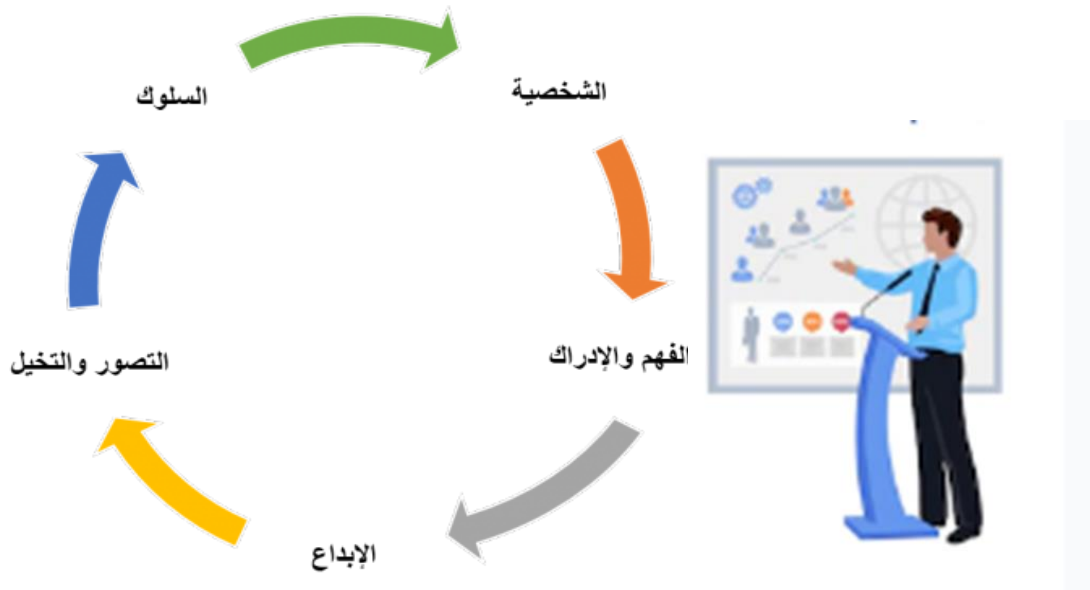 الشخصية
السلوك
الفهم والإدراك
التصور والتخيل
الإبداع